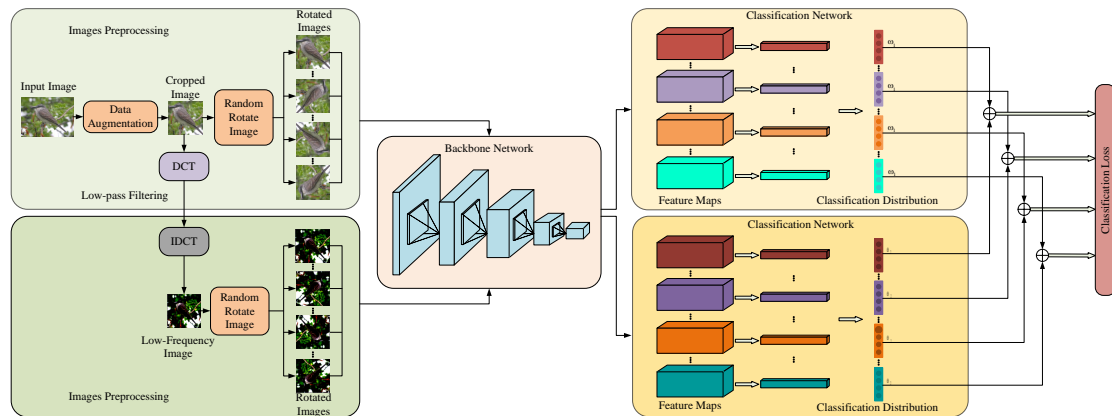 Images Preprocessing
Rotated
Images
Input Image
Cropped
Image
Data
Augmentation
Random
Rotate
Image
DCT
Low-pass Filtering
IDCT
Random
Rotate
Image
Low-Frequency
Image
Images Preprocessing
Rotated
Images
Backbone Network
Classification Network
Feature Maps
Classification Distribution
Classification Network
Feature Maps
Classification Distribution
Classification Loss